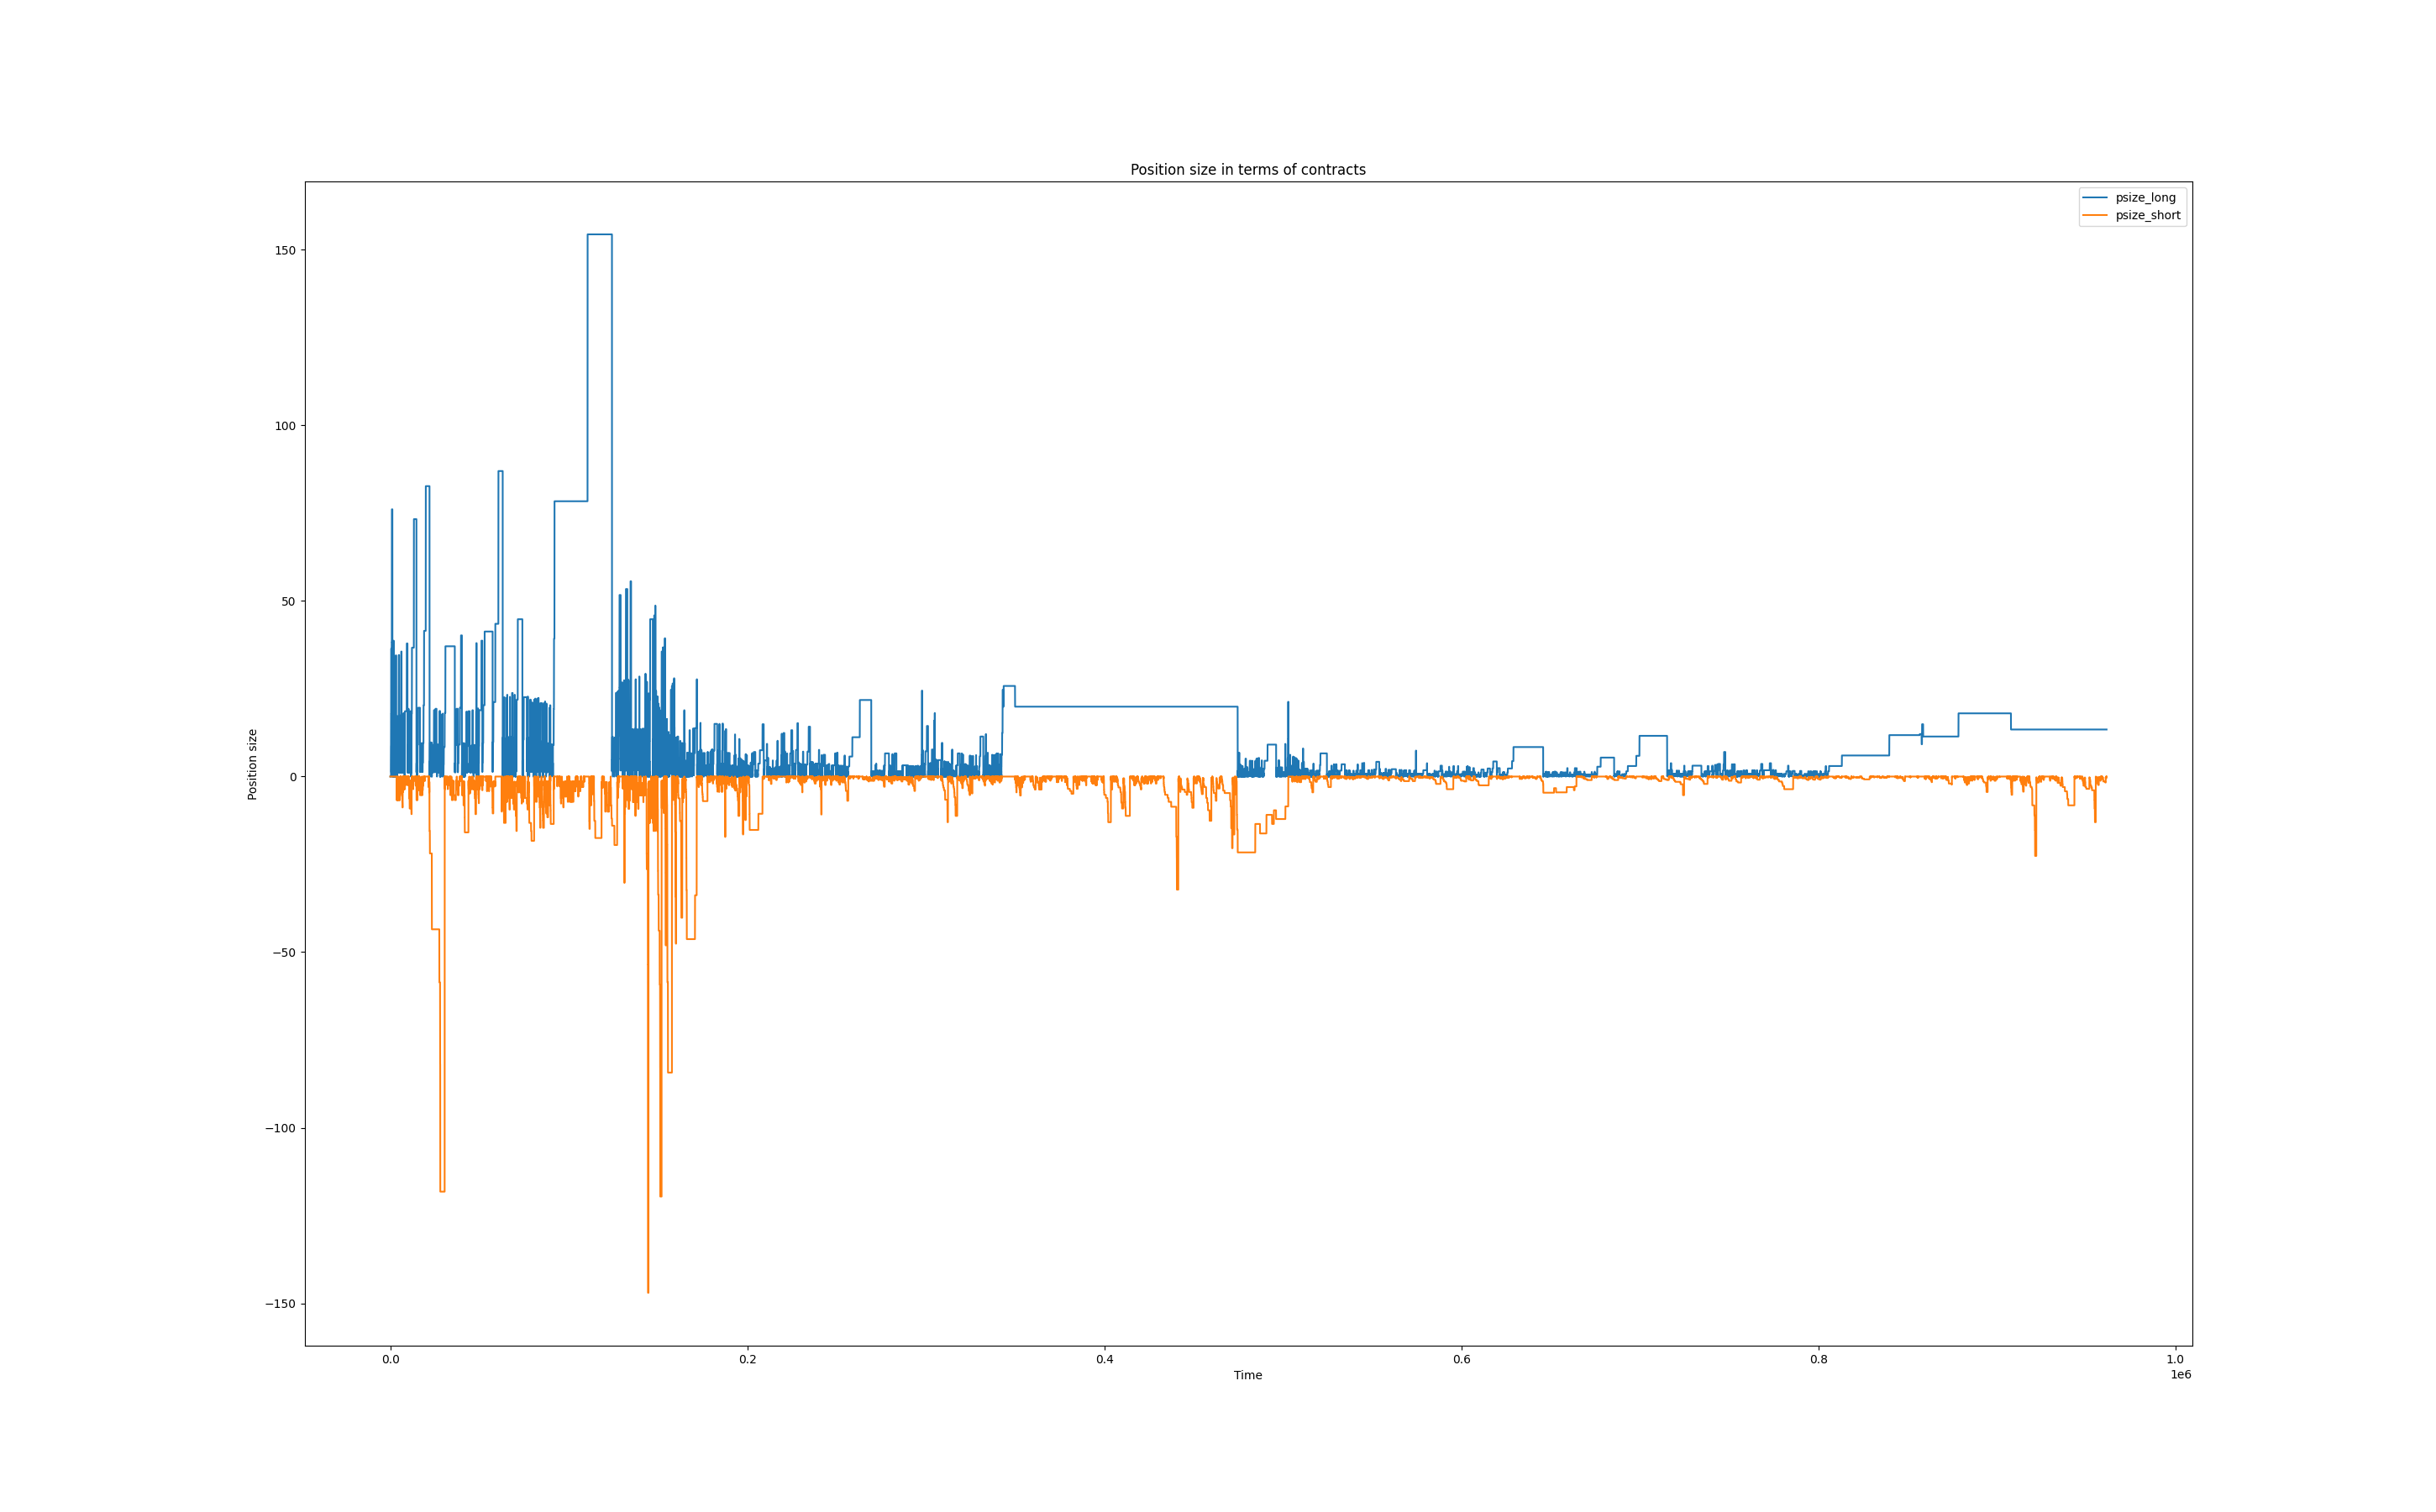 Position size in terms of contracts
psize_long
psize_short
150
100
50
0
−50
−100
−150
Position size
0.0
0.2
0.4
0.6
0.8
1.0
1e6
Time